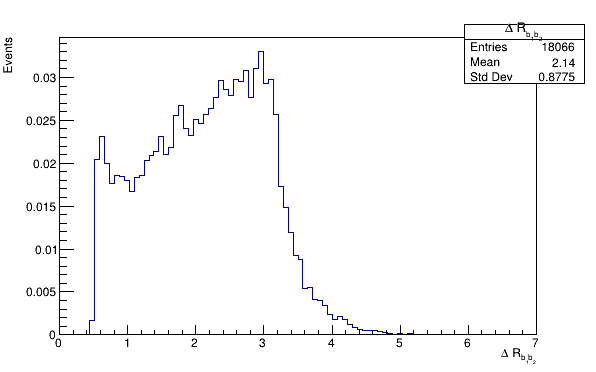 Δ R_{b_1b_2}
Entries 18066
Mean 2.14
Std Dev 0.8775
Events
0.03
0.025
0.02
0.015
0.01
0.005
0
0 1 2 3 4 5 6 7
Δ R_{b_1b_2}